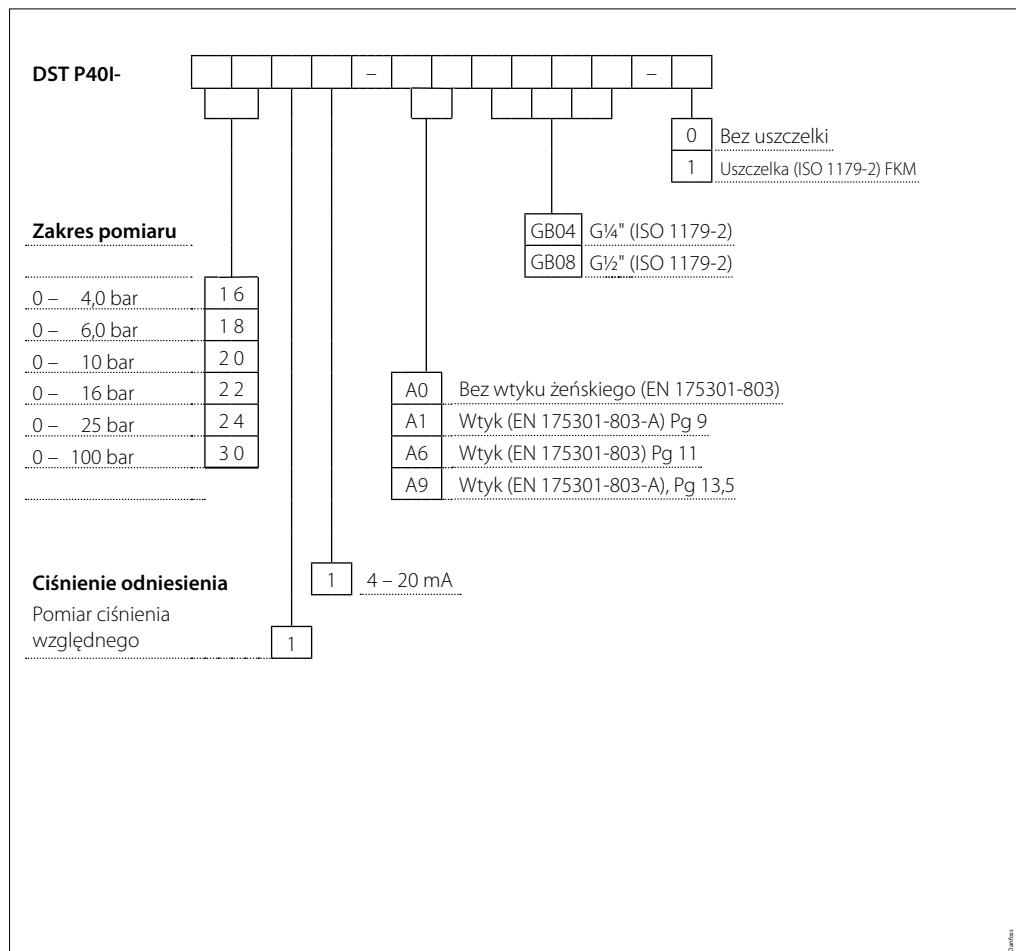 DST P40I-
–
–
0 Bez uszczelki
1 Uszczelka (ISO 1179-2) FKM
Zakres pomiaru
GB04 G¼" (ISO 1179-2)
GB08 G½" (ISO 1179-2)
0 – 4,0 bar 1 6
0 – 6,0 bar 1 8
0 – 10 bar 2 0
0 – 16 bar 2 2
0 – 25 bar 2 4
0 – 100 bar 3 0
A0 Bez wtyku żeńskiego (EN 175301-803)
A1 Wtyk (EN 175301-803-A) Pg 9
A6 Wtyk (EN 175301-803) Pg 11
A9 Wtyk (EN 175301-803-A), Pg 13,5
Ciśnienie odniesienia
1 4 – 20 mA
Pomiar ciśnienia
względnego 1
Danfoss